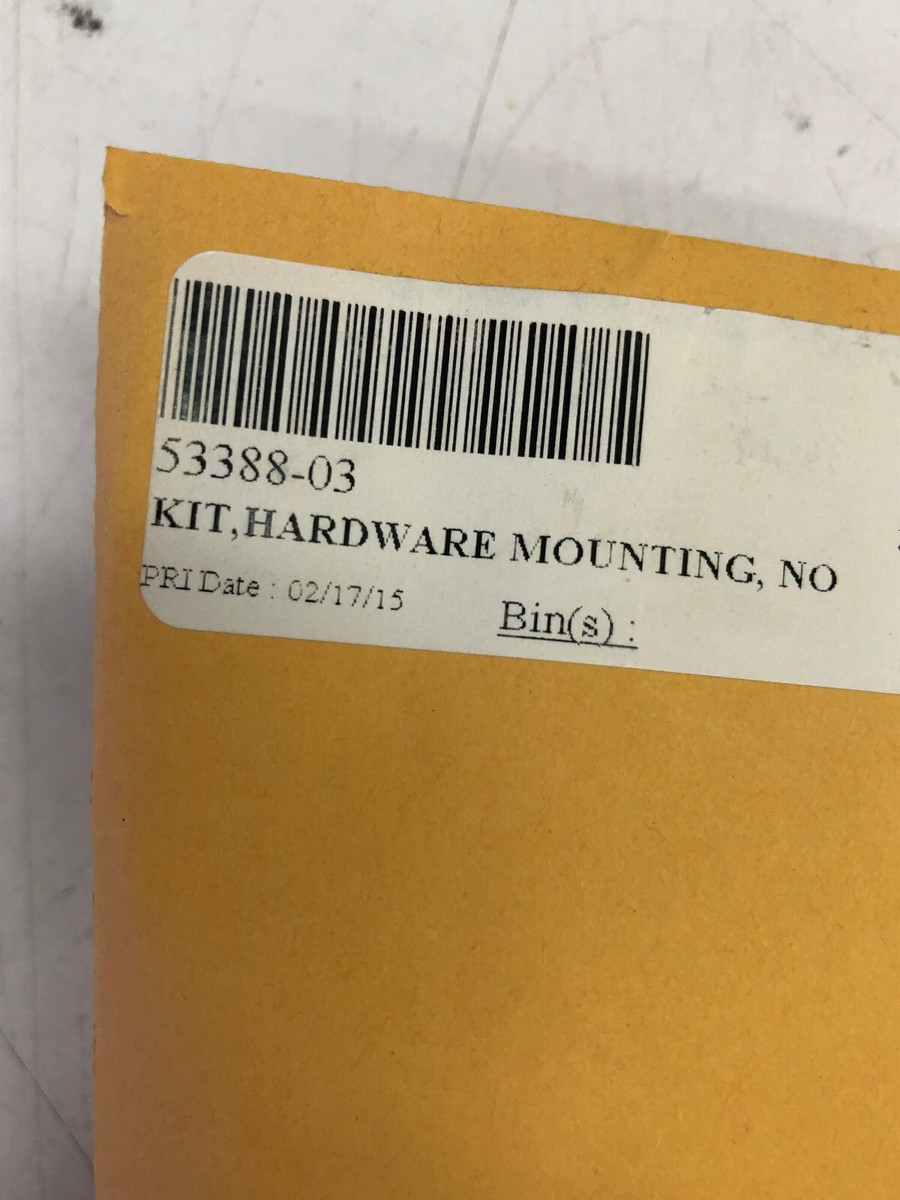 53388-03
KIT,HARDWARE MOUNTING, NO
PRI Date : 02/17/15
Bin(s) :